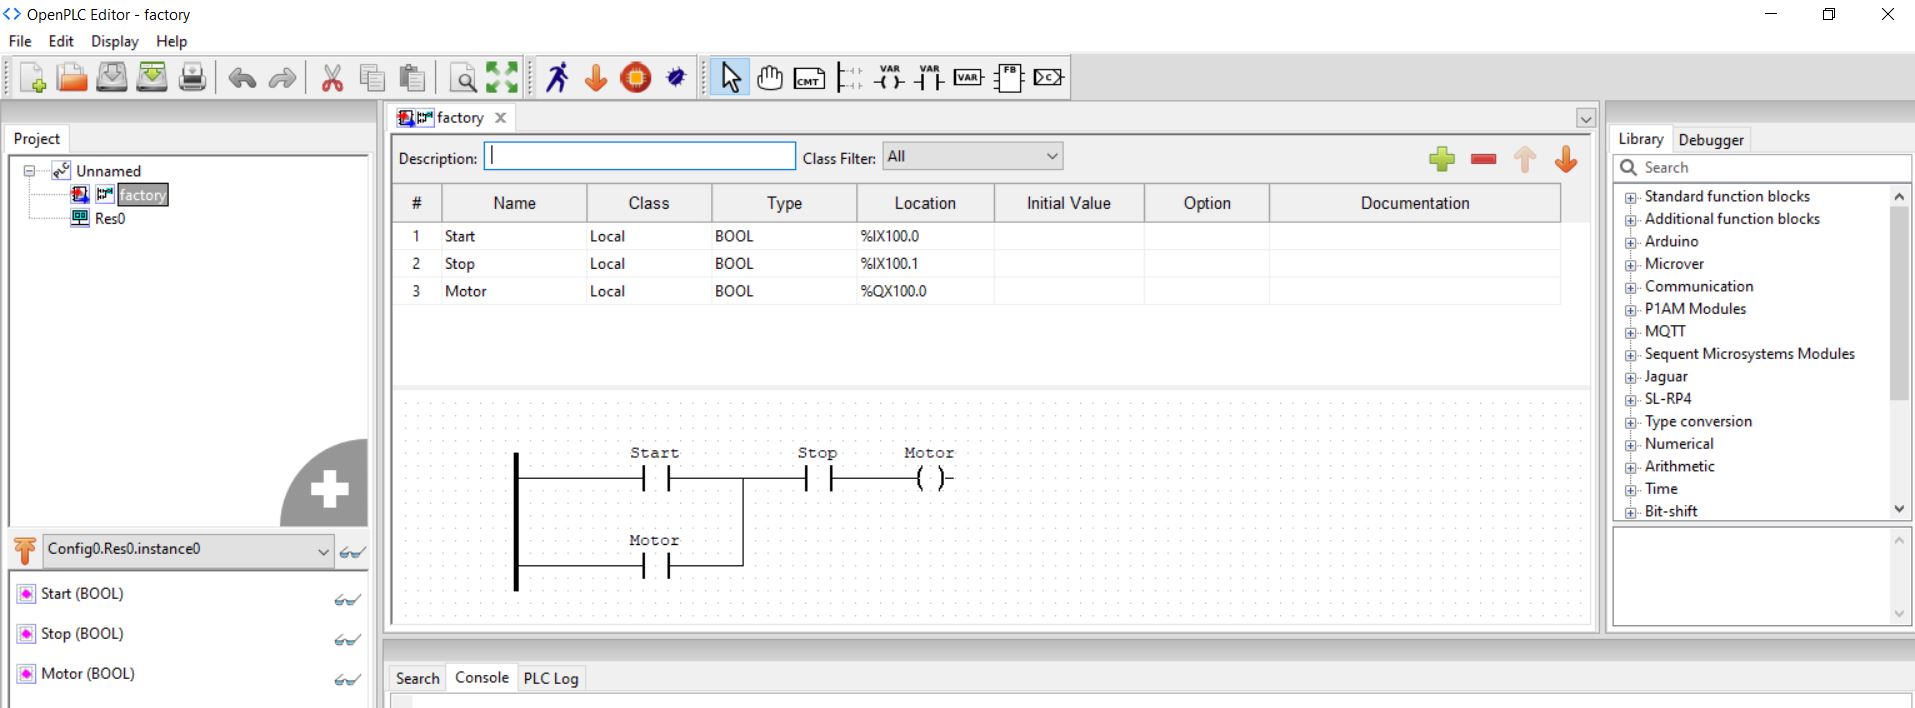 OpenPLC Editor - factory
File Edit Display Help
CMT VAR VAR VAR FB C
Project
Unnamed
factory
Res0
Config0.Res0.instance0
Start (BOOL)
Stop (BOOL)
Motor (BOOL)
factory
Description: Class Filter: All
# Name Class Type Location Initial Value Option Documentation
1 Start Local BOOL %IX100.0
2 Stop Local BOOL %IX100.1
3 Motor Local BOOL %QX100.0
Start Stop Motor
Motor
Search Console PLC Log
Library Debugger
Search
Standard function blocks
Additional function blocks
Arduino
Microver
Communication
P1AM Modules
MQTT
Sequent Microsystems Modules
Jaguar
SL-RP4
Type conversion
Numerical
Arithmetic
Time
Bit-shift